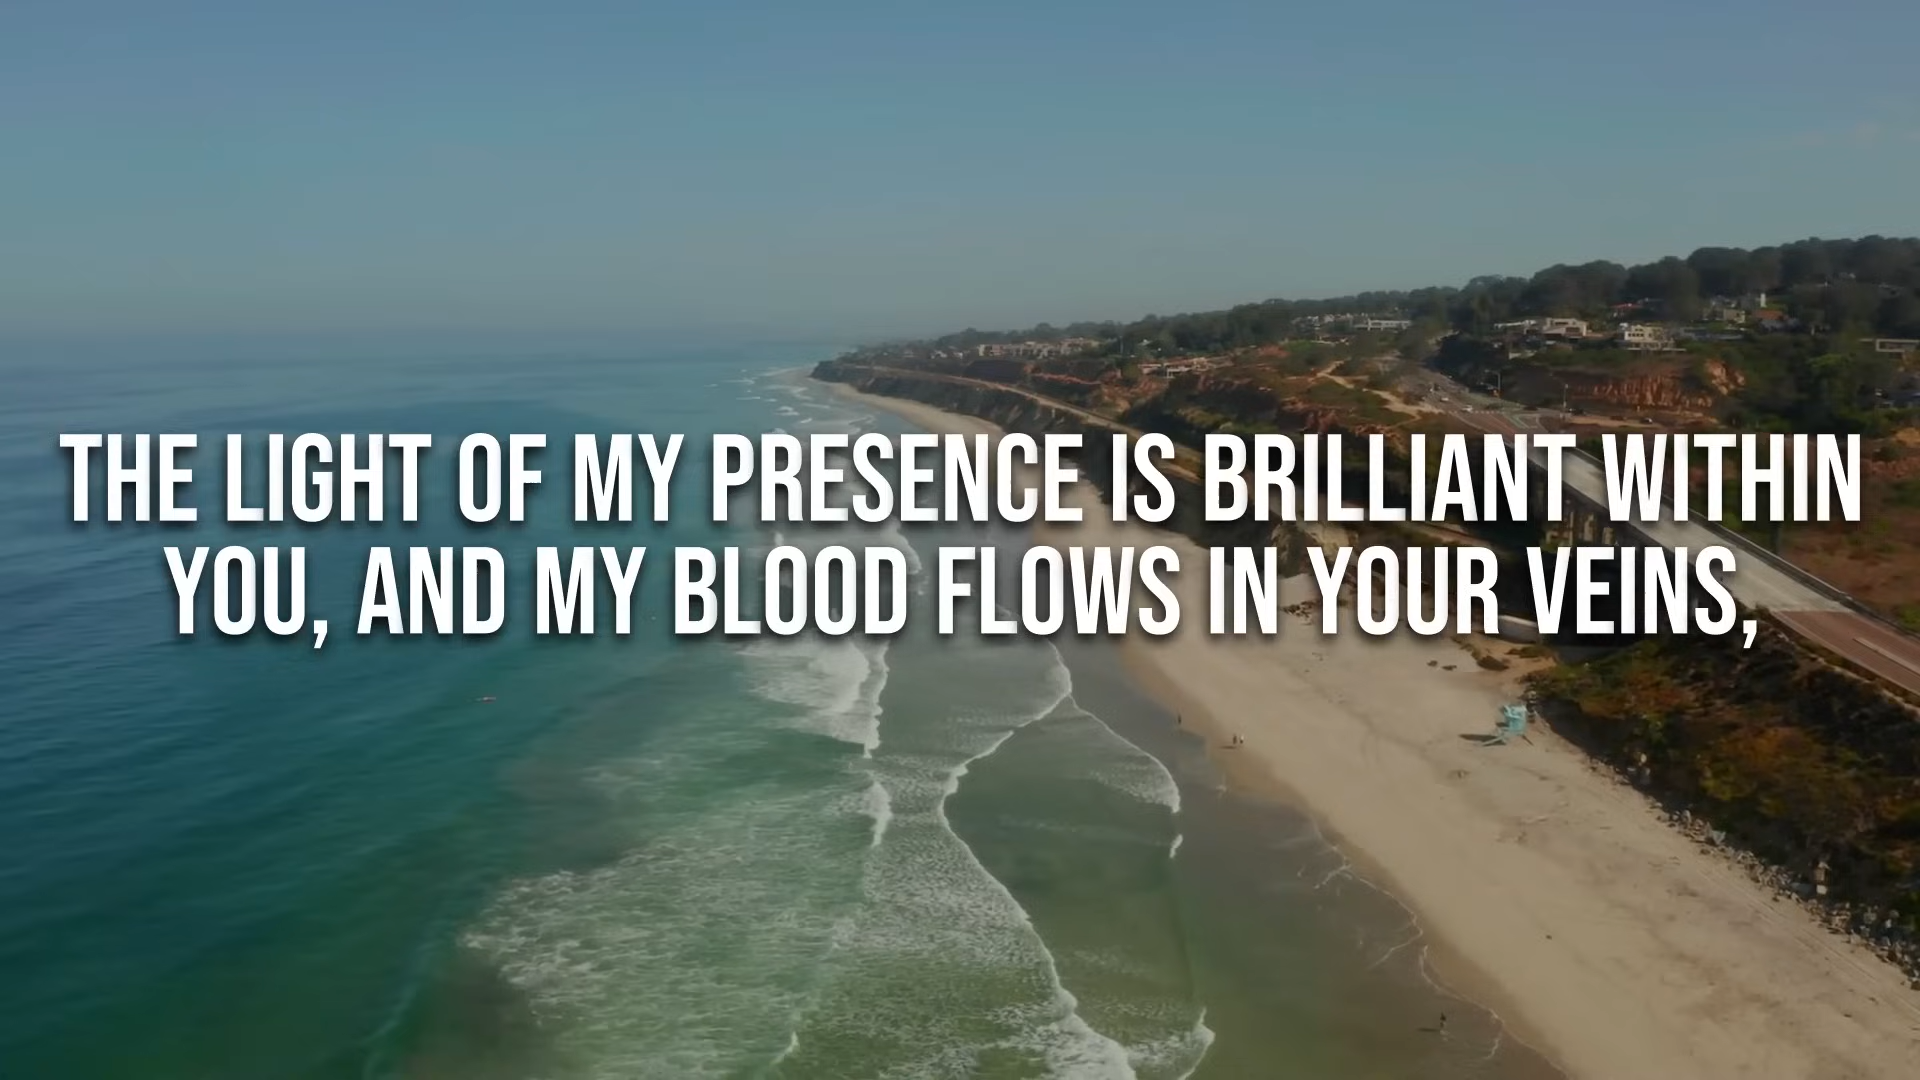 THE LIGHT OF MY PRESENCE IS BRILLIANT WITHIN
YOU, AND MY BLOOD FLOWS IN YOUR VEINS,